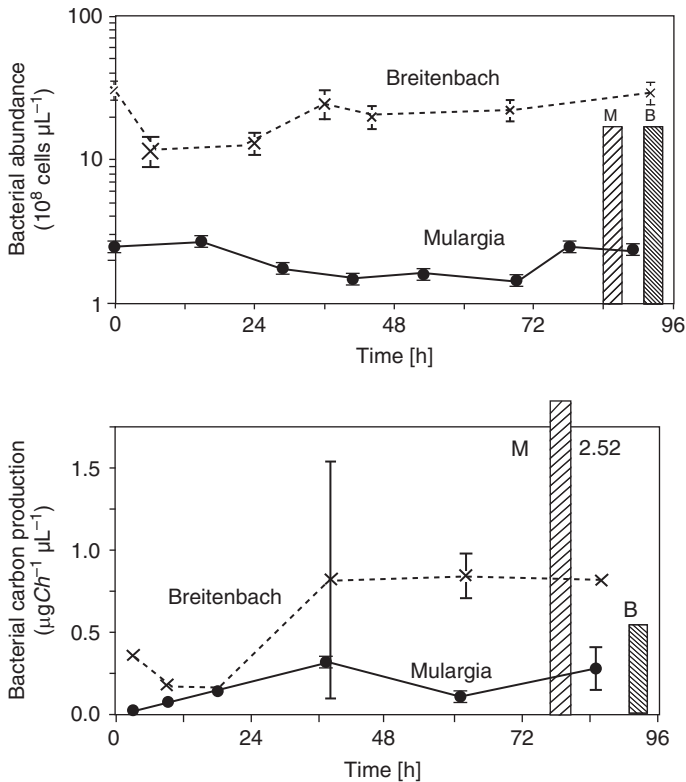 100
10
1
Bacterial abundance
(10⁸ cells µL⁻¹)
Breitenbach
M B
Mulargia
0 24 48 72 96
Time [h]
1.5
1.0
0.5
0.0
Bacterial carbon production
(µgCh⁻¹ µL⁻¹)
M 2.52
Breitenbach
B
Mulargia
0 24 48 72 96
Time [h]